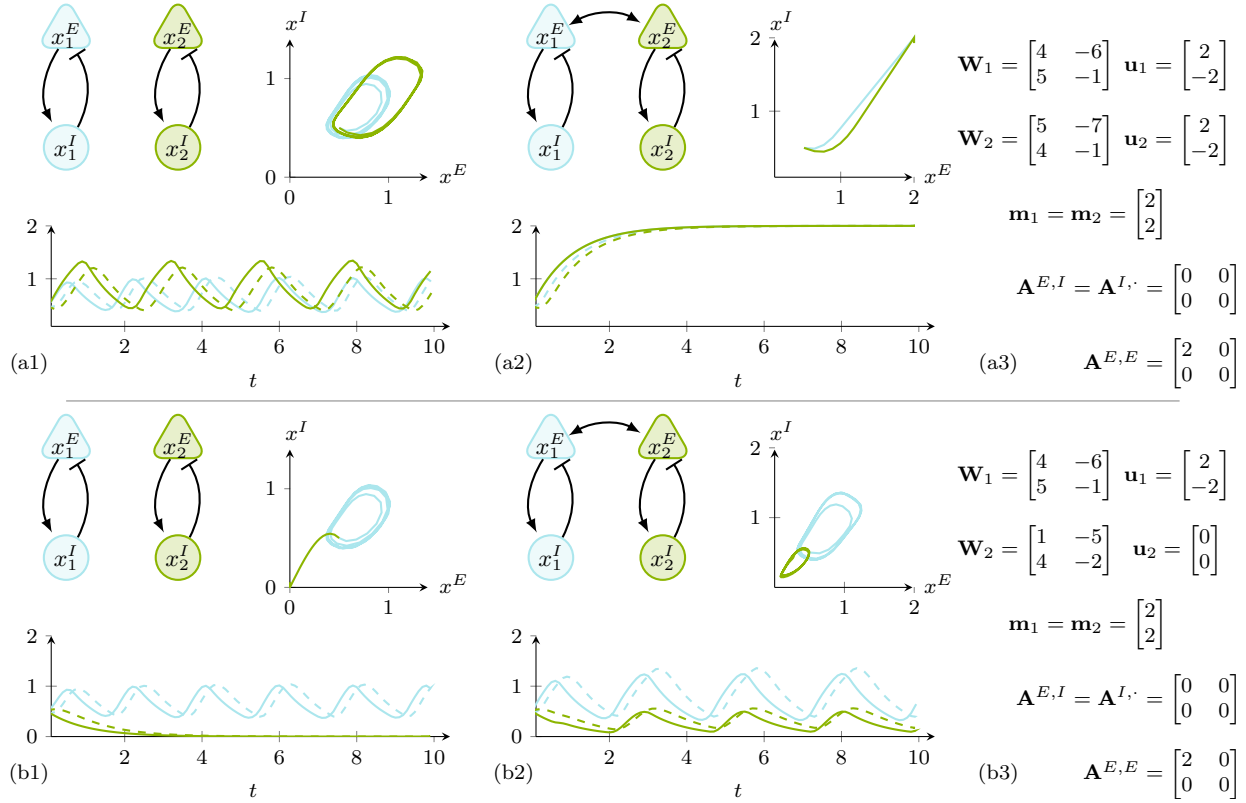 x_1^E x_2^E
x_1^I x_2^I
x^I
1
0
0 1
x^E
2
1
2 4 6 8 10
t
(a1)
x_1^E x_2^E
x_1^I x_2^I
x^I
2
1
1 2
x^E
2
1
2 4 6 8 10
t
(a2)
W_1 = [4 −6; 5 −1] u_1 = [2; −2]
W_2 = [5 −7; 4 −1] u_2 = [2; −2]
m_1 = m_2 = [2; 2]
A^{E,I} = A^{I,·} = [0 0; 0 0]
(a3) A^{E,E} = [2 0; 0 0]
x_1^E x_2^E
x_1^I x_2^I
x^I
1
0
0 1
x^E
2
1
0
2 4 6 8 10
t
(b1)
x_1^E x_2^E
x_1^I x_2^I
x^I
2
1
1 2
x^E
2
1
0
2 4 6 8 10
t
(b2)
W_1 = [4 −6; 5 −1] u_1 = [2; −2]
W_2 = [1 −5; 4 −2] u_2 = [0; 0]
m_1 = m_2 = [2; 2]
A^{E,I} = A^{I,·} = [0 0; 0 0]
(b3) A^{E,E} = [2 0; 0 0]